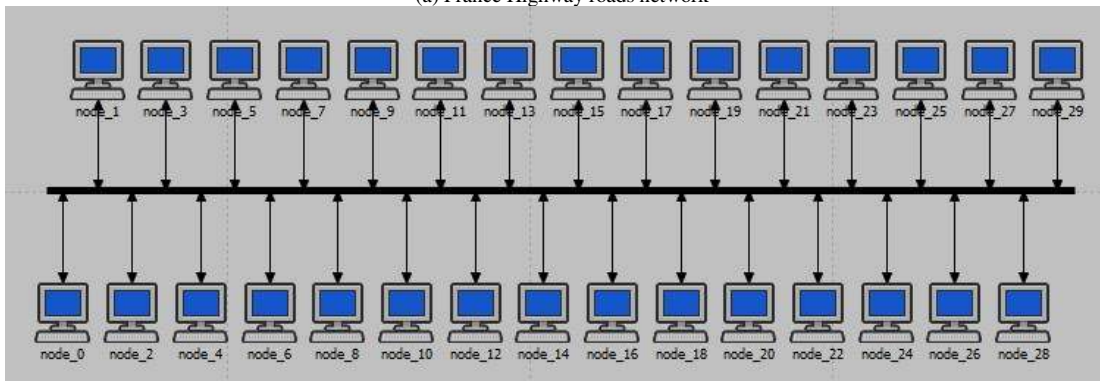 (a) France Highway roads network
node_1 node_3 node_5 node_7 node_9 node_11 node_13 node_15 node_17 node_19 node_21 node_23 node_25 node_27 node_29
node_0 node_2 node_4 node_6 node_8 node_10 node_12 node_14 node_16 node_18 node_20 node_22 node_24 node_26 node_28